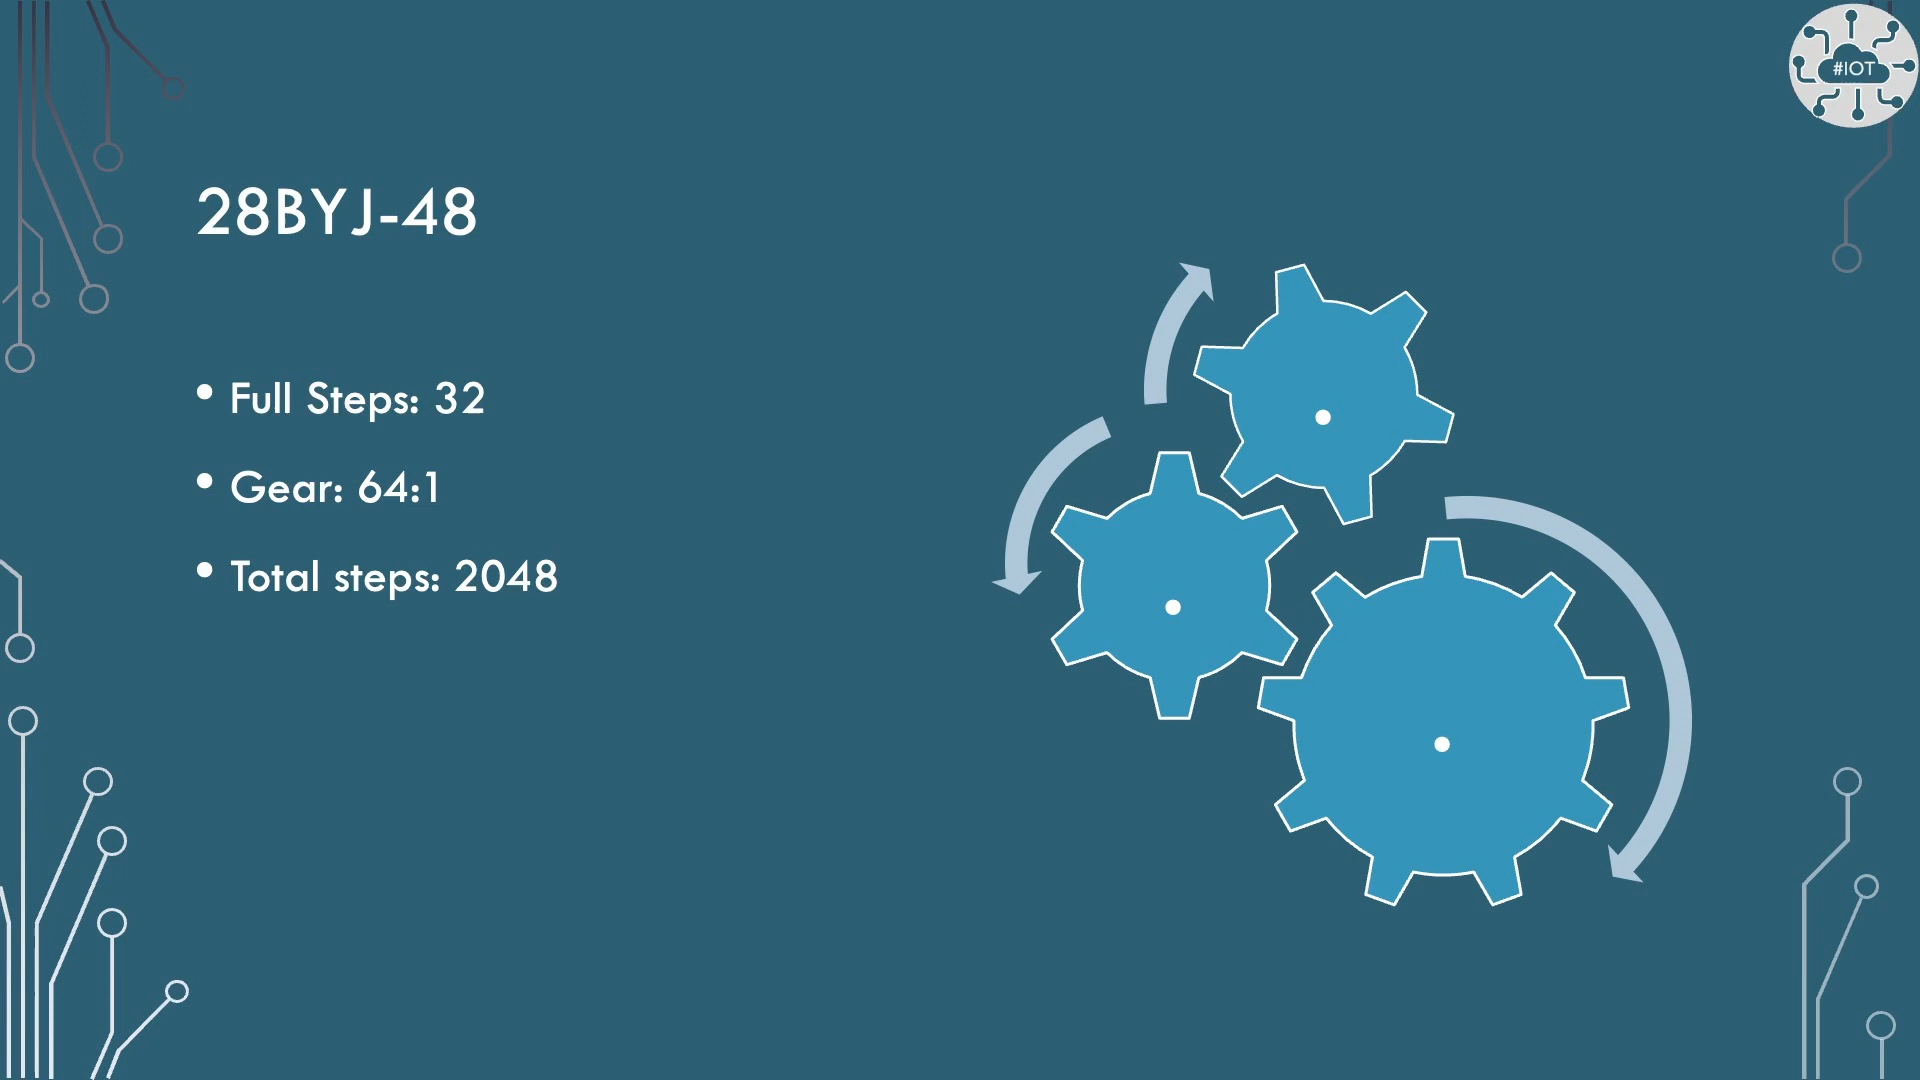 #IOT
28BYJ-48
• Full Steps: 32
• Gear: 64:1
• Total steps: 2048